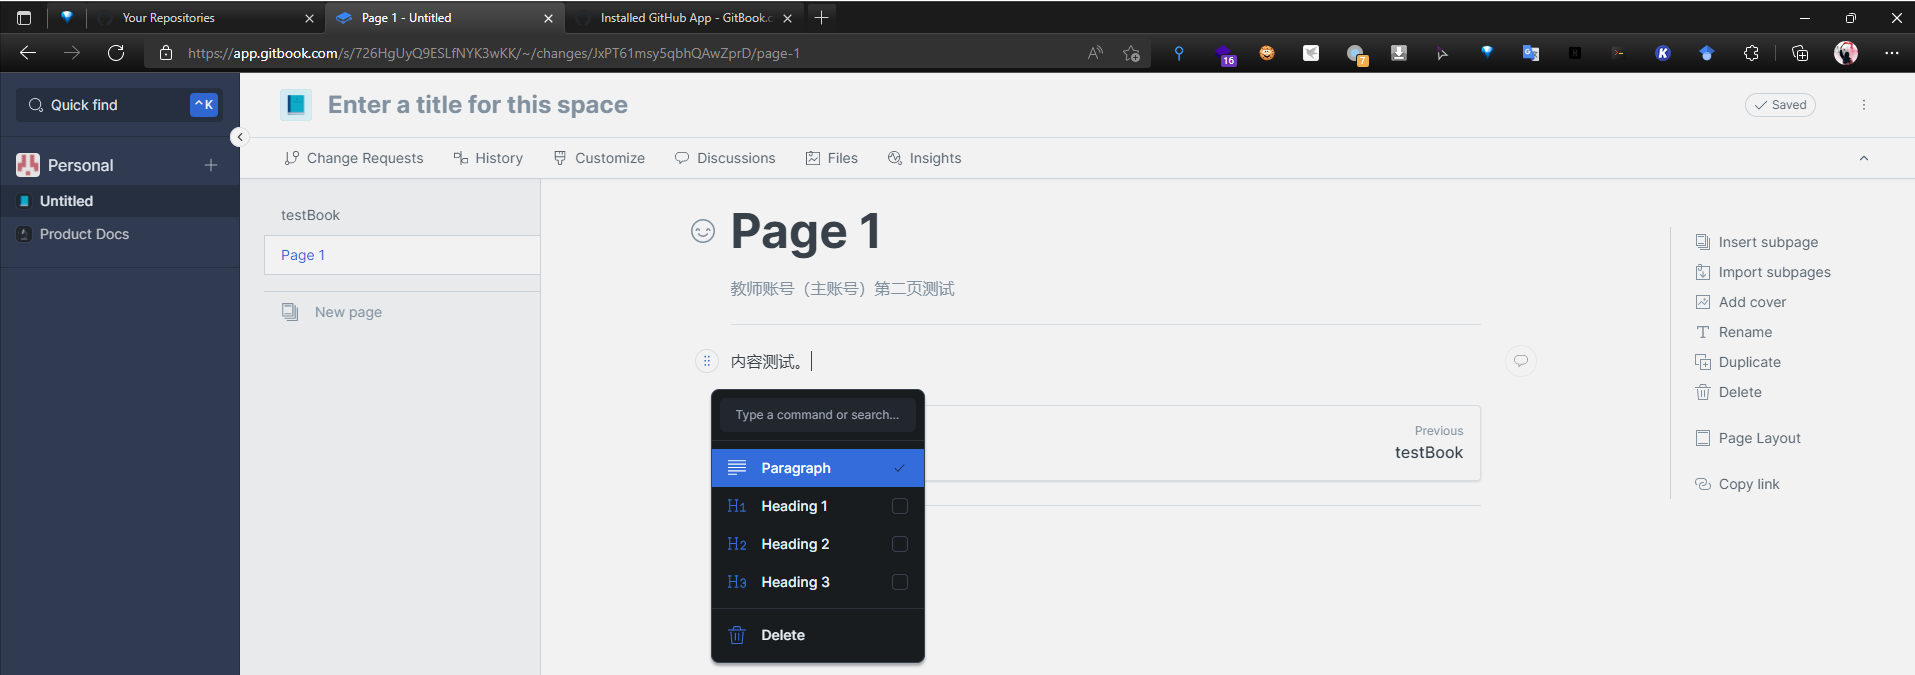 Your Repositories
Page 1 - Untitled
Installed GitHub App - GitBook.c
https://app.gitbook.com/s/726HgUyQ9ESLfNYK3wKK/~/changes/JxPT61msy5qbhQAwZprD/page-1
16
7
Quick find
^K
Enter a title for this space
Saved
Personal
Change Requests
History
Customize
Discussions
Files
Insights
Untitled
Product Docs
testBook
Page 1
New page
Page 1
教师账号（主账号）第二页测试
内容测试。
Type a command or search...
Paragraph
H1 Heading 1
H2 Heading 2
H3 Heading 3
Delete
Previous
testBook
Insert subpage
Import subpages
Add cover
Rename
Duplicate
Delete
Page Layout
Copy link